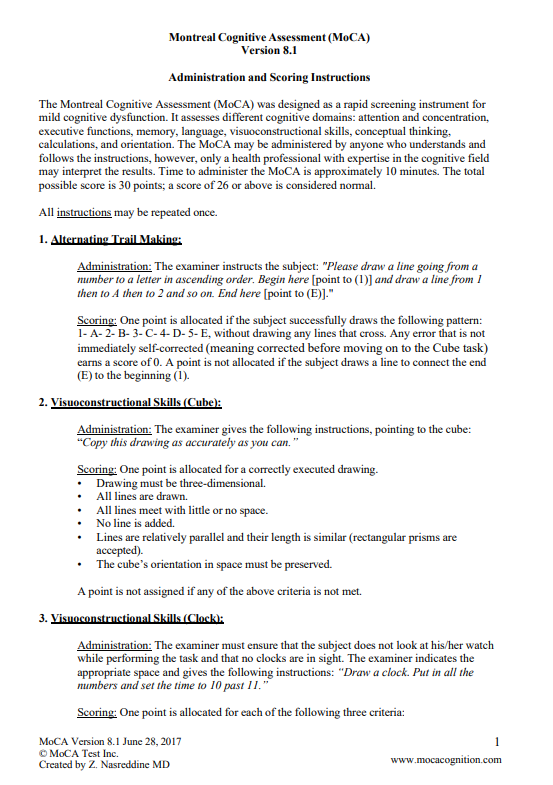 Montreal Cognitive Assessment (MoCA)
Version 8.1
Administration and Scoring Instructions
The Montreal Cognitive Assessment (MoCA) was designed as a rapid screening instrument for
mild cognitive dysfunction. It assesses different cognitive domains: attention and concentration,
executive functions, memory, language, visuoconstructional skills, conceptual thinking,
calculations, and orientation. The MoCA may be administered by anyone who understands and
follows the instructions, however, only a health professional with expertise in the cognitive field
may interpret the results. Time to administer the MoCA is approximately 10 minutes. The total
possible score is 30 points; a score of 26 or above is considered normal.
All instructions may be repeated once.
1. Alternating Trail Making:
Administration: The examiner instructs the subject: "Please draw a line going from a
number to a letter in ascending order. Begin here [point to (1)] and draw a line from 1
then to A then to 2 and so on. End here [point to (E)]."
Scoring: One point is allocated if the subject successfully draws the following pattern:
1- A- 2- B- 3- C- 4- D- 5- E, without drawing any lines that cross. Any error that is not
immediately self-corrected (meaning corrected before moving on to the Cube task)
earns a score of 0. A point is not allocated if the subject draws a line to connect the end
(E) to the beginning (1).
2. Visuoconstructional Skills (Cube):
Administration: The examiner gives the following instructions, pointing to the cube:
“Copy this drawing as accurately as you can.”
Scoring: One point is allocated for a correctly executed drawing.
• Drawing must be three-dimensional.
• All lines are drawn.
• All lines meet with little or no space.
• No line is added.
• Lines are relatively parallel and their length is similar (rectangular prisms are
accepted).
• The cube’s orientation in space must be preserved.
A point is not assigned if any of the above criteria is not met.
3. Visuoconstructional Skills (Clock):
Administration: The examiner must ensure that the subject does not look at his/her watch
while performing the task and that no clocks are in sight. The examiner indicates the
appropriate space and gives the following instructions: “Draw a clock. Put in all the
numbers and set the time to 10 past 11.”
Scoring: One point is allocated for each of the following three criteria:
MoCA Version 8.1 June 28, 2017
1
© MoCA Test Inc.
Created by Z. Nasreddine MD
www.mocacognition.com